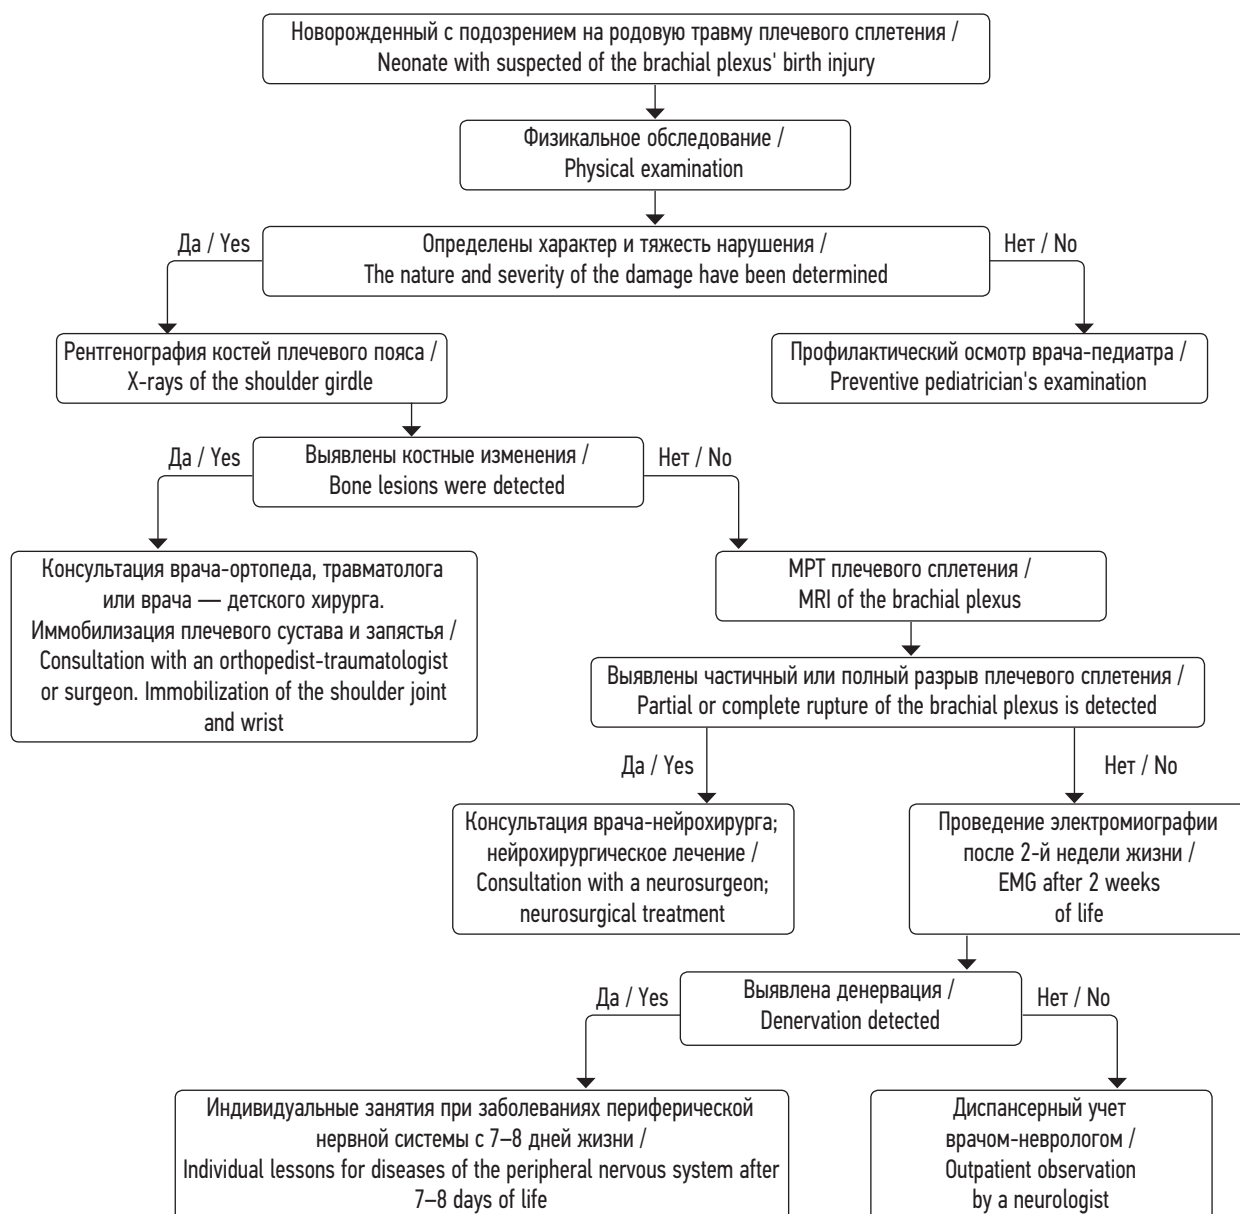 Новорожденный с подозрением на родовую травму плечевого сплетения /
Neonate with suspected of the brachial plexus' birth injury
Физикальное обследование /
Physical examination
Да / Yes
Определены характер и тяжесть нарушения /
The nature and severity of the damage have been determined
Нет / No
Рентгенография костей плечевого пояса /
X-rays of the shoulder girdle
Профилактический осмотр врача-педиатра /
Preventive pediatrician's examination
Да / Yes
Выявлены костные изменения /
Bone lesions were detected
Нет / No
Консультация врача-ортопеда, травматолога
или врача — детского хирурга.
Иммобилизация плечевого сустава и запястья /
Consultation with an orthopedist-traumatologist
or surgeon. Immobilization of the shoulder joint
and wrist
МРТ плечевого сплетения /
MRI of the brachial plexus
Выявлены частичный или полный разрыв плечевого сплетения /
Partial or complete rupture of the brachial plexus is detected
Да / Yes
Нет / No
Консультация врача-нейрохирурга;
нейрохирургическое лечение /
Consultation with a neurosurgeon;
neurosurgical treatment
Проведение электромиографии
после 2-й недели жизни /
EMG after 2 weeks
of life
Да / Yes
Выявлена денервация /
Denervation detected
Нет / No
Индивидуальные занятия при заболеваниях периферической
нервной системы с 7–8 дней жизни /
Individual lessons for diseases of the peripheral nervous system after
7–8 days of life
Диспансерный учет
врачом-неврологом /
Outpatient observation
by a neurologist